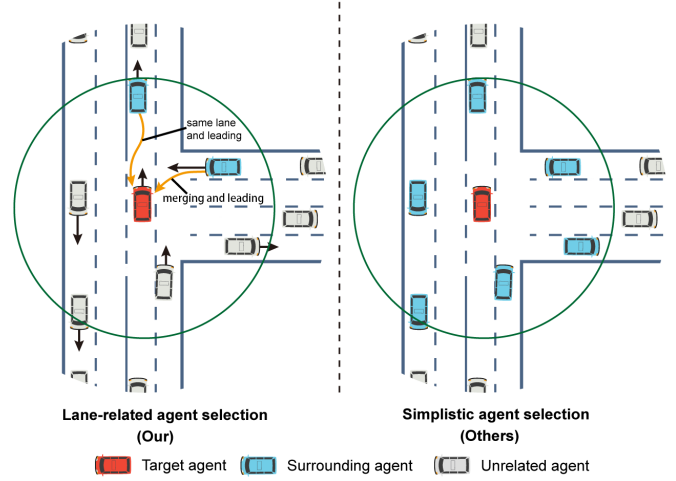 same lane
and leading
merging and leading
Lane-related agent selection
(Our)
Simplistic agent selection
(Others)
Target agent
Surrounding agent
Unrelated agent